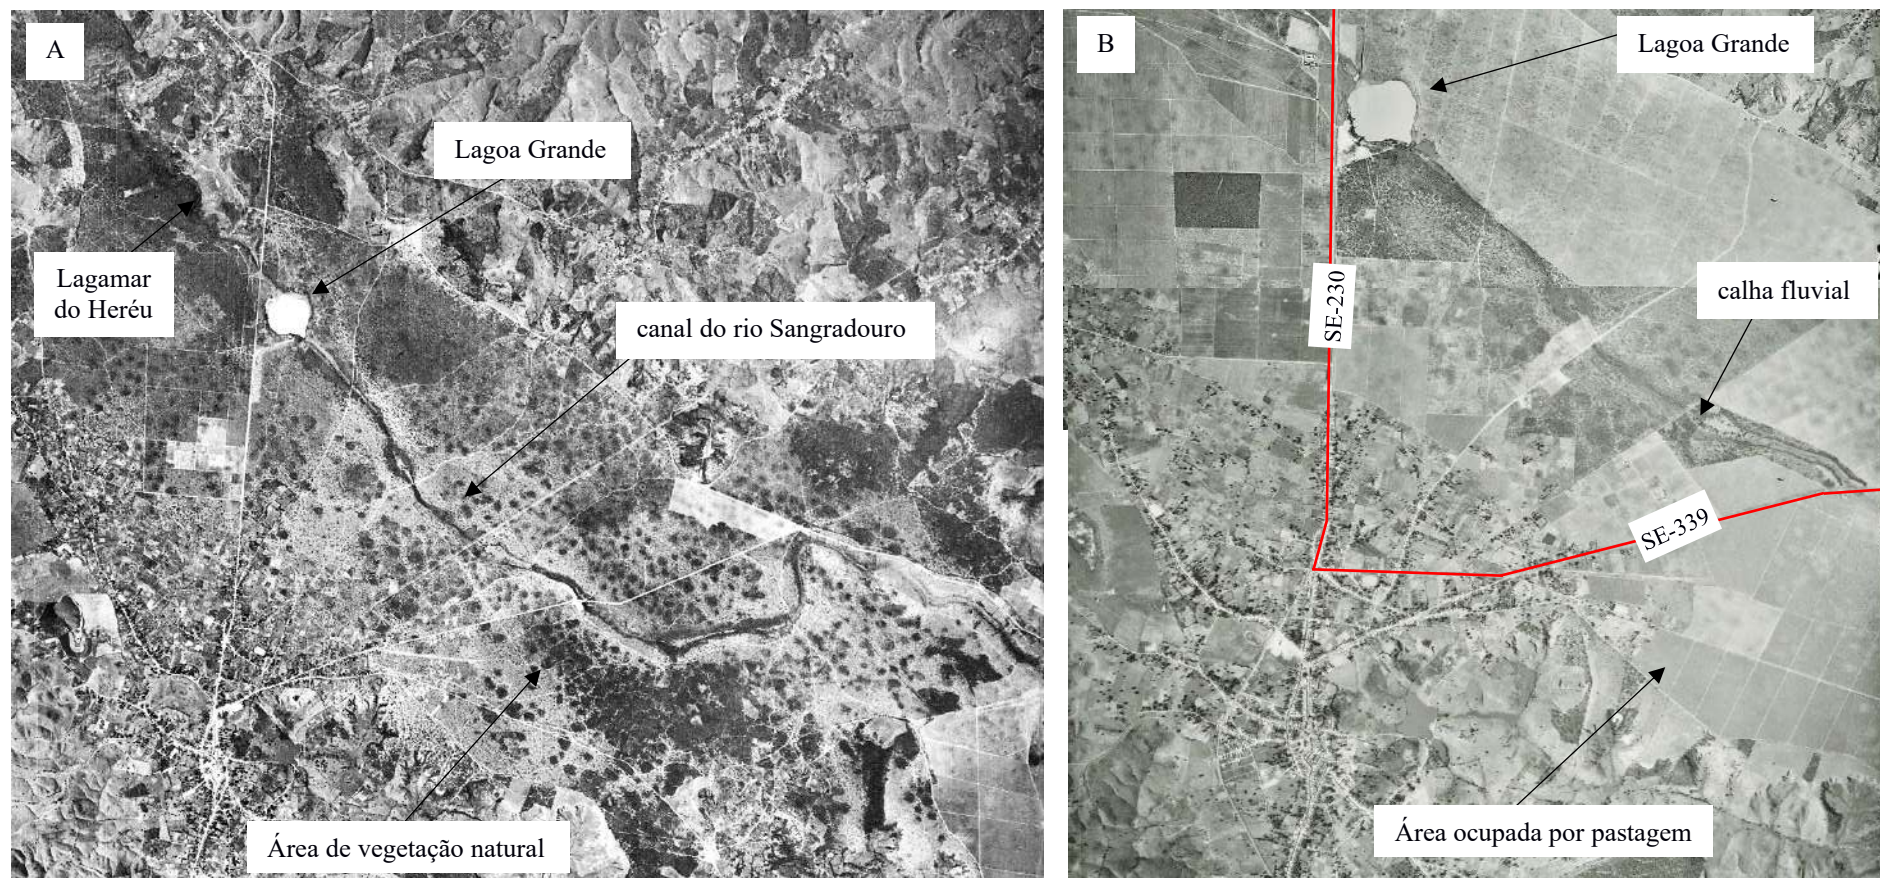 A
Lagoa Grande
Lagamar
do Heréu
canal do rio Sangradouro
Área de vegetação natural
B
Lagoa Grande
calha fluvial
SE-230
SE-339
Área ocupada por pastagem